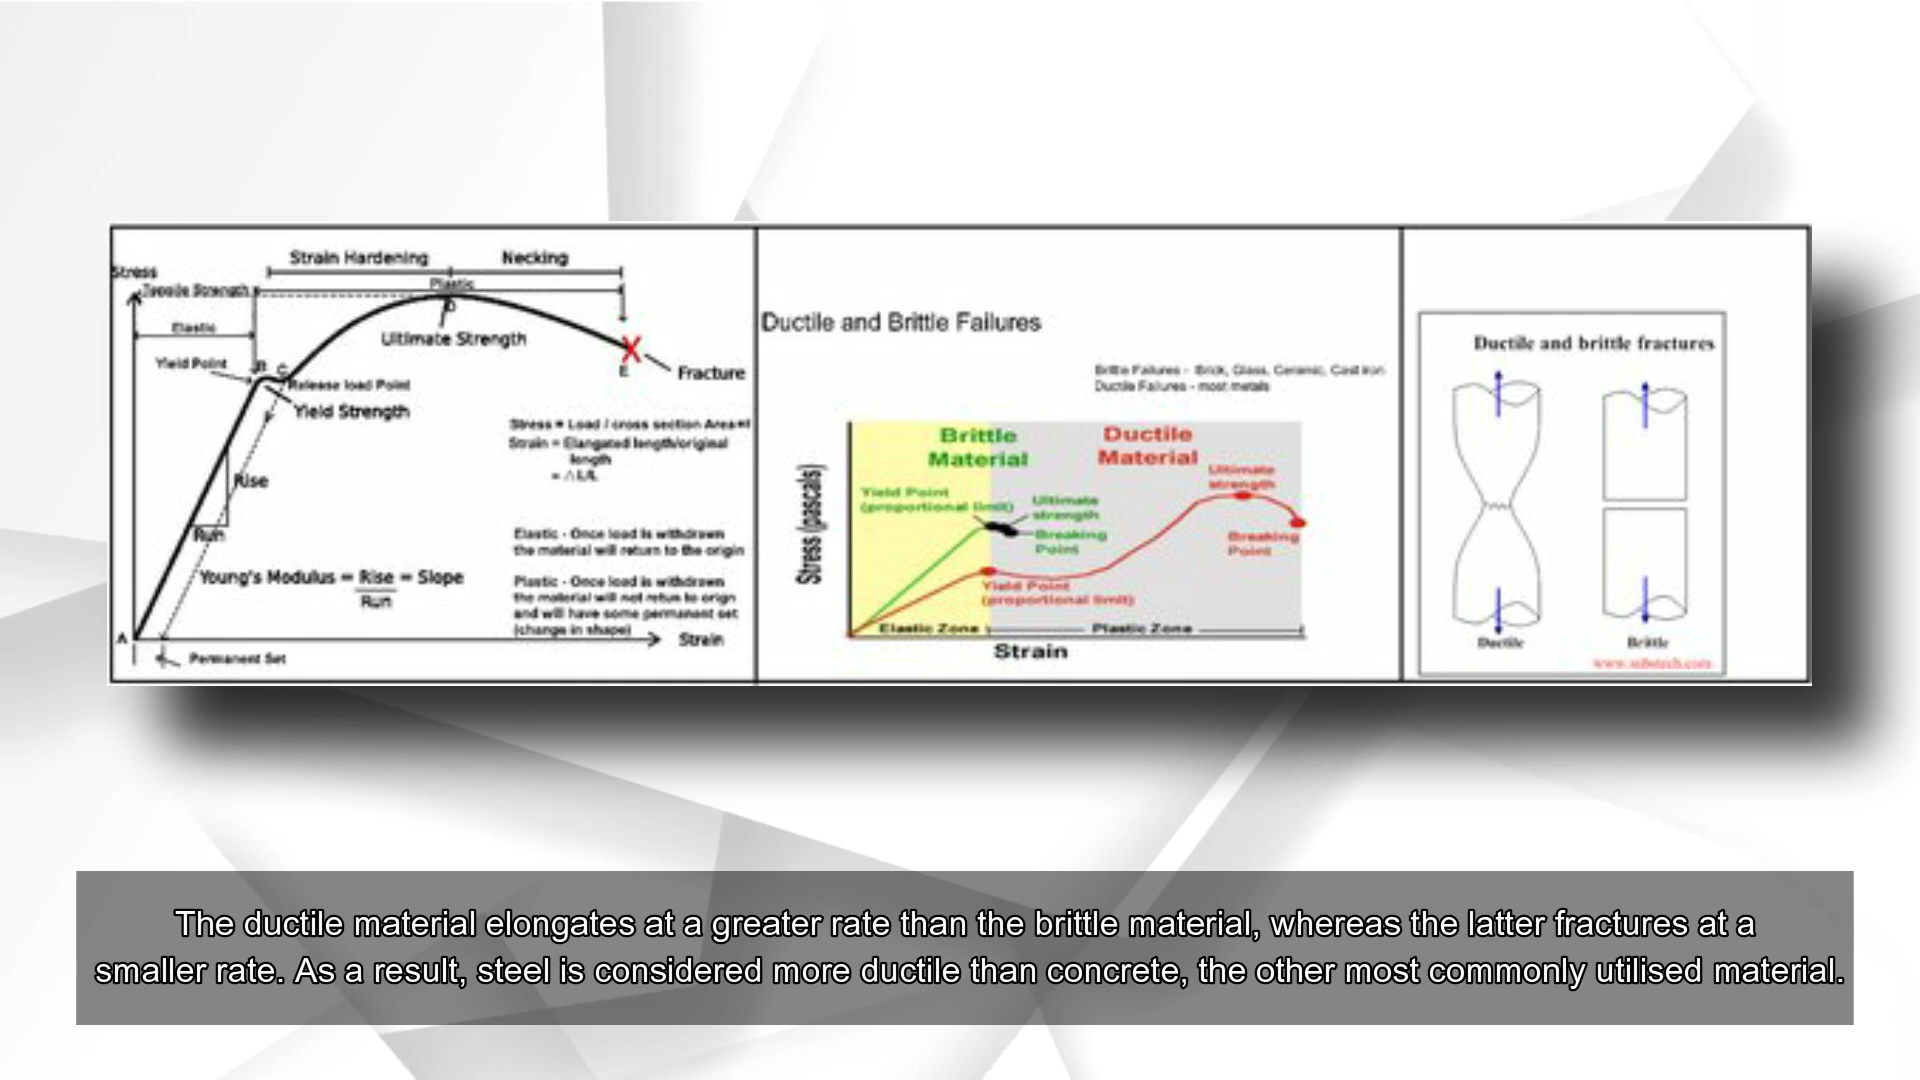 Strain Hardening
Necking
Stress
Tensile Strength
Plastic
D
Elastic
Ultimate Strength
Yield Point
B
C
E
Fracture
Release load Point
Yield Strength
Stress = Load / cross section Area
Strain = Elangated length/original
length
= △L/L
Rise
Run
Elastic - Once load is withdrawn
the material will return to the origin
Young's Modulus = Rise = Slope
Run
Plastic - Once load is withdrawn
the material will not retun to orign
and will have some permanent set
(change in shape)
A
Strain
Permanent Set
Ductile and Brittle Failures
Brittle Failures - Brick, Glass, Ceramic, Cast iron
Ductile Failures - most metals
Brittle
Material
Ductile
Material
Ultimate
strength
Yield Point
(proportional limit)
Ultimate
strength
Breaking
Point
Breaking
Point
Yield Point
(proportional limit)
Stress (pascals)
Elastic Zone
Plastic Zone
Strain
Ductile and brittle fractures
Ductile
Brittle
www.substech.com
The ductile material elongates at a greater rate than the brittle material, whereas the latter fractures at a
smaller rate. As a result, steel is considered more ductile than concrete, the other most commonly utilised material.